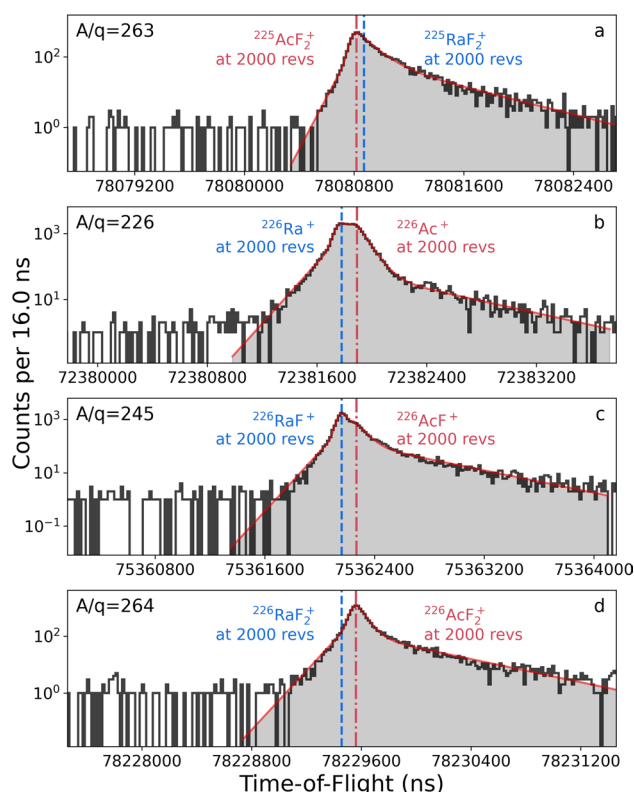 A/q=263
a
²²⁵AcF₂⁺
at 2000 revs
²²⁵RaF₂⁺
at 2000 revs
10²
10⁰
78079200 78080000 78080800 78081600 78082400
A/q=226
b
²²⁶Ra⁺
at 2000 revs
²²⁶Ac⁺
at 2000 revs
10³
10¹
72380000 72380800 72381600 72382400 72383200
A/q=245
c
²²⁶RaF⁺
at 2000 revs
²²⁶AcF⁺
at 2000 revs
10³
10¹
10⁻¹
75360800 75361600 75362400 75363200 75364000
A/q=264
d
²²⁶RaF₂⁺
at 2000 revs
²²⁶AcF₂⁺
at 2000 revs
10²
10⁰
78228000 78228800 78229600 78230400 78231200
Counts per 16.0 ns
Time-of-Flight (ns)